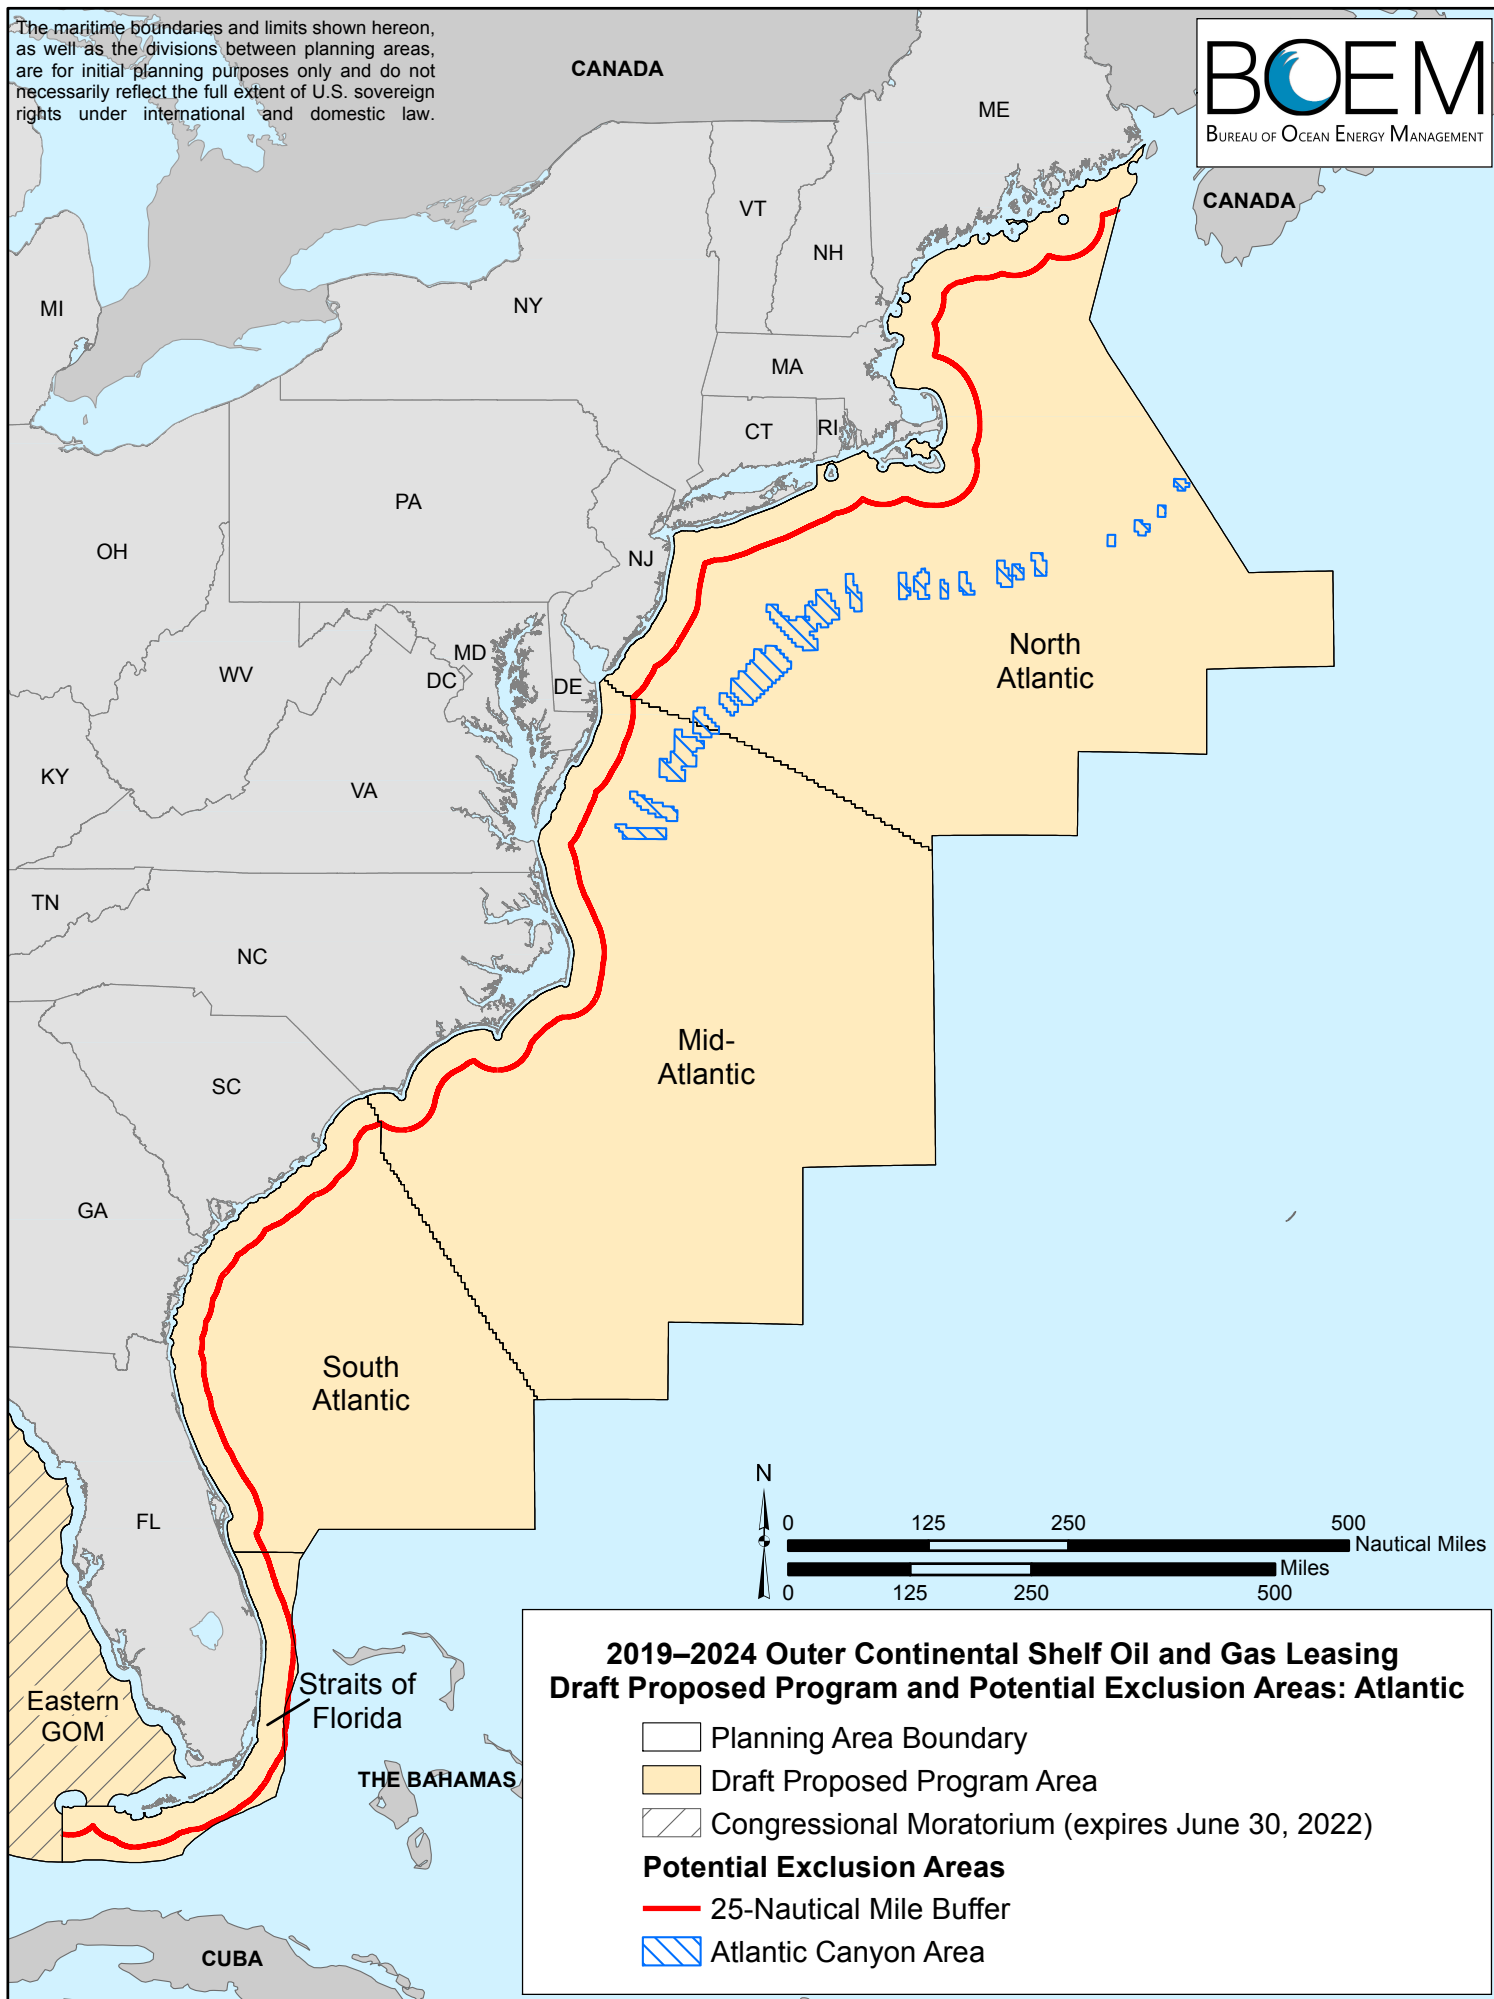 The maritime boundaries and limits shown hereon,
as well as the divisions between planning areas,
are for initial planning purposes only and do not
necessarily reflect the full extent of U.S. sovereign
rights under international and domestic law.
BOEM
BUREAU OF OCEAN ENERGY MANAGEMENT
CANADA
ME
CANADA
VT
NH
MI
NY
MA
CT
RI
PA
OH
NJ
MD
WV
DC
DE
North
Atlantic
KY
VA
TN
NC
Mid-
Atlantic
SC
GA
South
Atlantic
FL
N
0 125 250 500
Nautical Miles
Miles
0 125 250 500
Straits of
Florida
Eastern
GOM
THE BAHAMAS
CUBA
2019–2024 Outer Continental Shelf Oil and Gas Leasing
Draft Proposed Program and Potential Exclusion Areas: Atlantic
Planning Area Boundary
Draft Proposed Program Area
Congressional Moratorium (expires June 30, 2022)
Potential Exclusion Areas
25-Nautical Mile Buffer
Atlantic Canyon Area